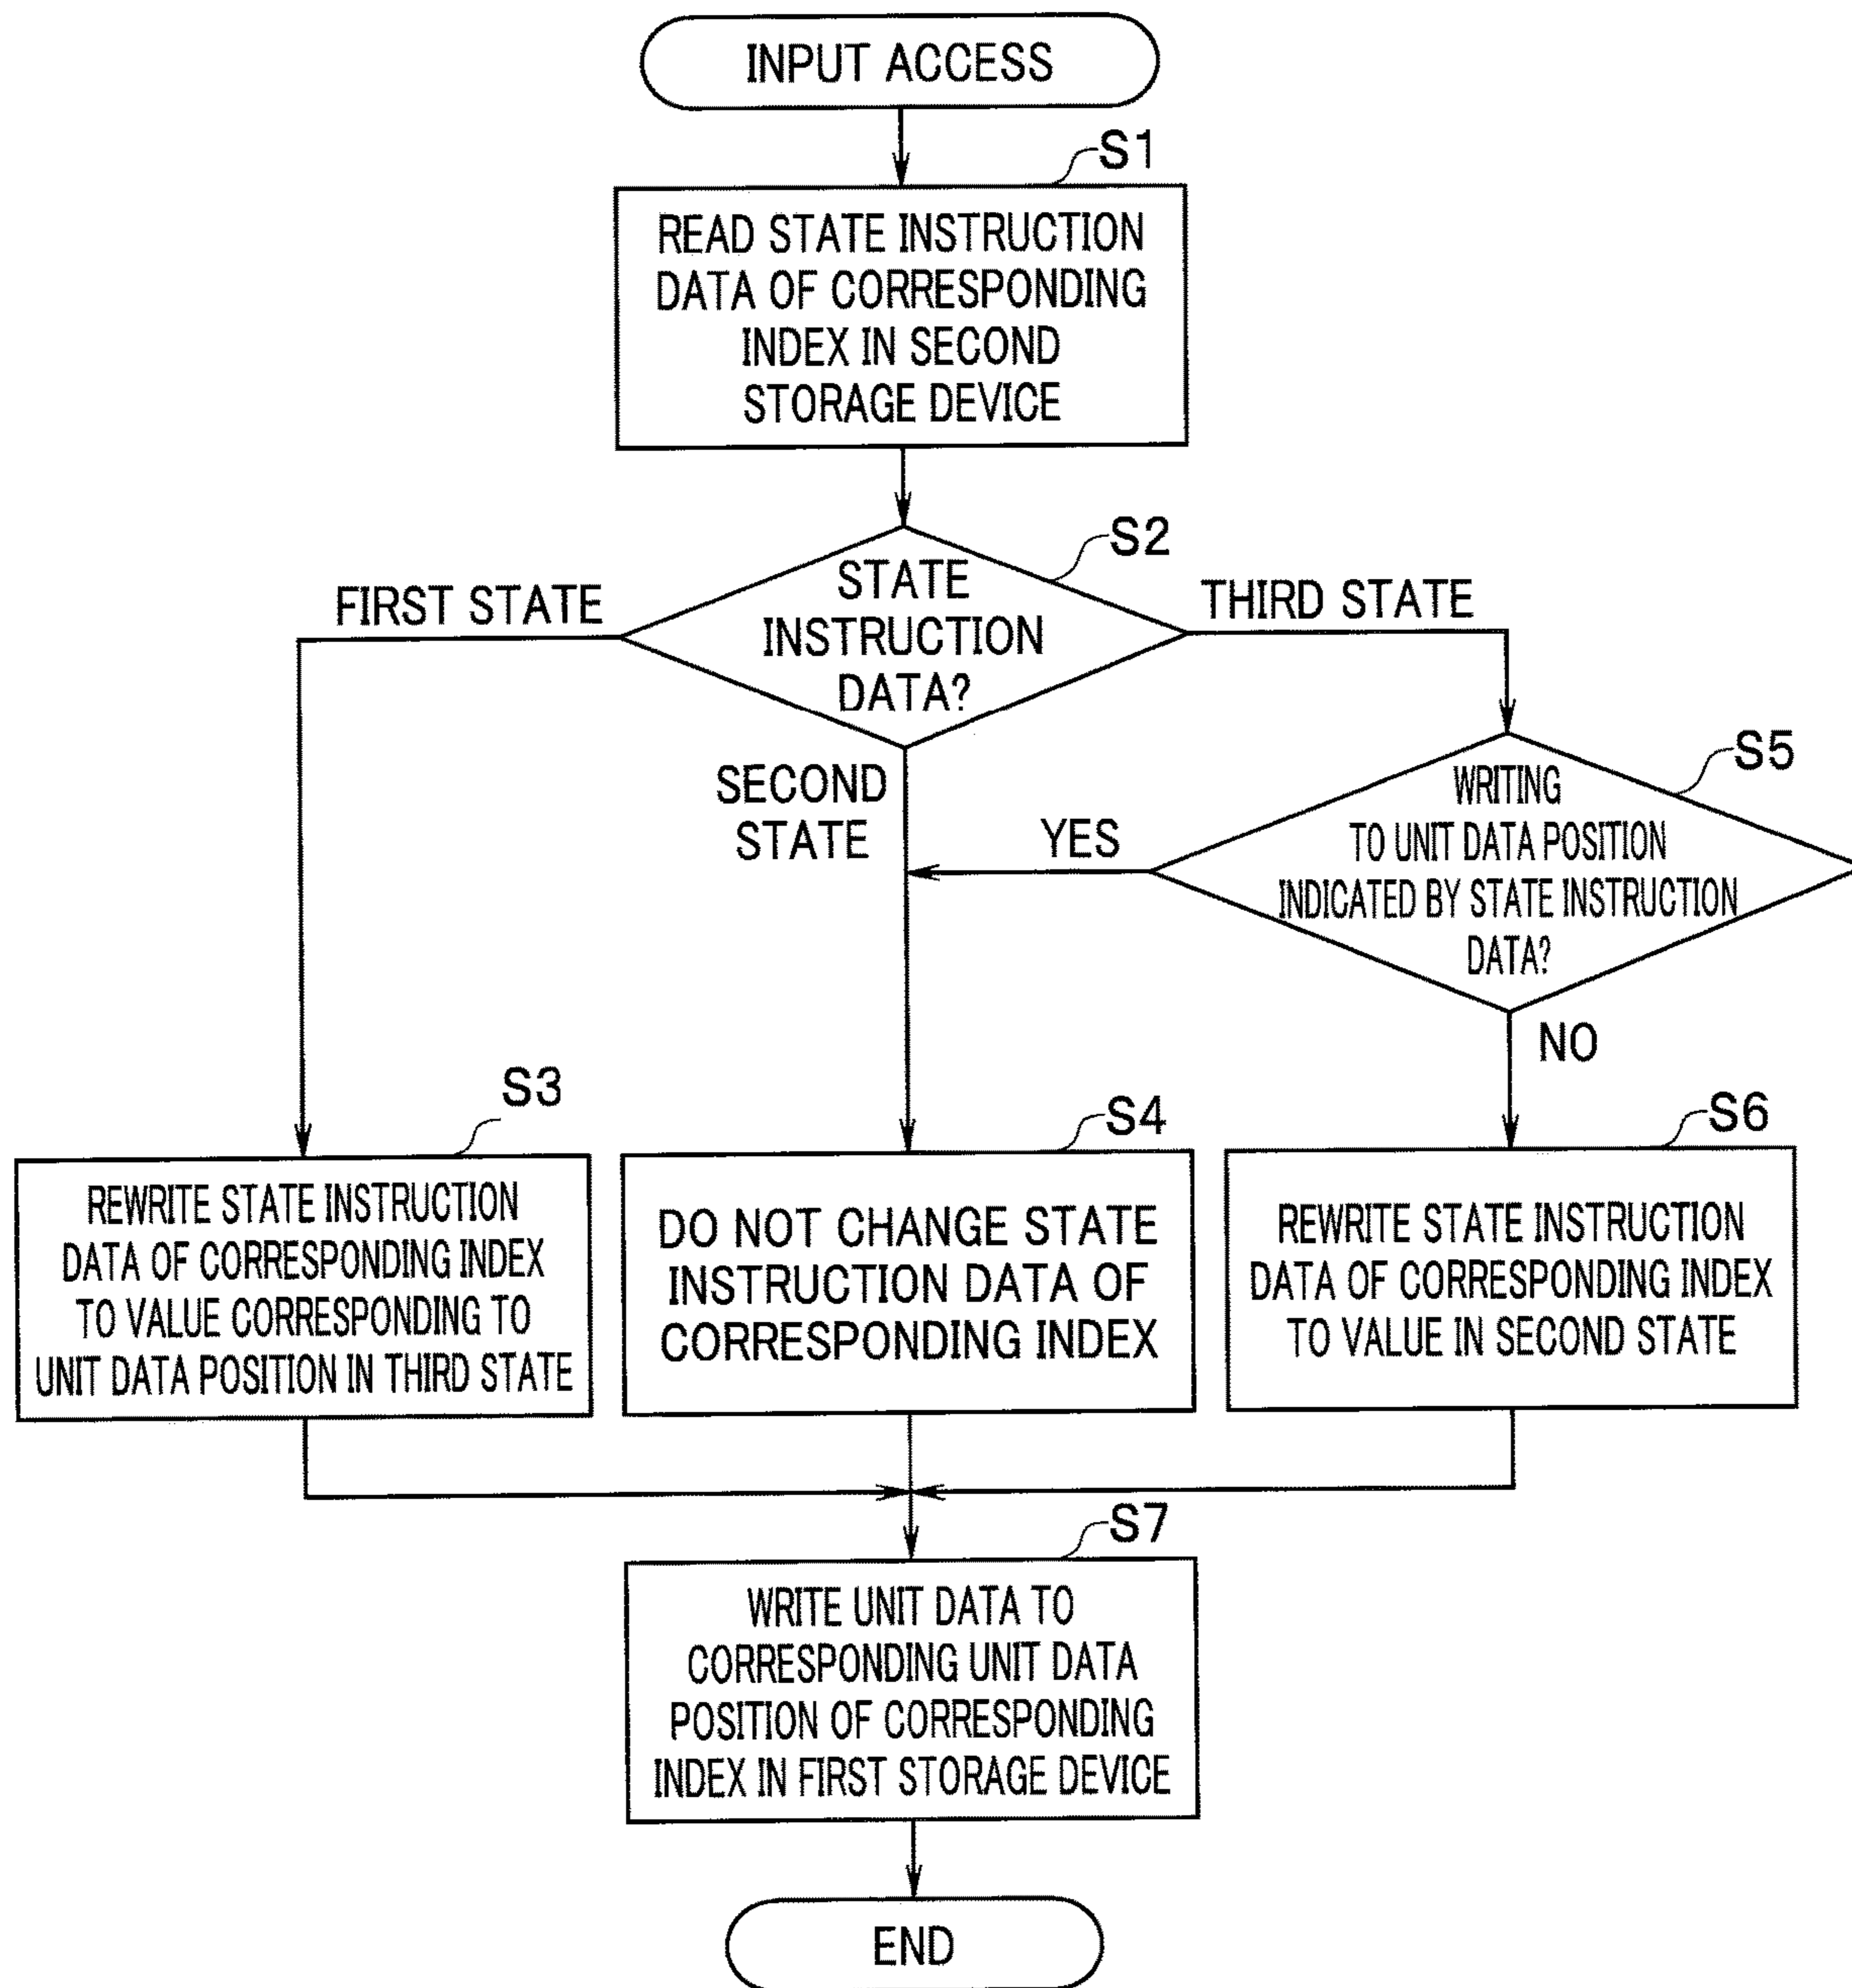 INPUT ACCESS
S1
READ STATE INSTRUCTION
DATA OF CORRESPONDING
INDEX IN SECOND
STORAGE DEVICE
S2
STATE
INSTRUCTION
DATA?
FIRST STATE
THIRD STATE
SECOND
STATE
S5
WRITING
TO UNIT DATA POSITION
INDICATED BY STATE INSTRUCTION
DATA?
YES
NO
S3
REWRITE STATE INSTRUCTION
DATA OF CORRESPONDING INDEX
TO VALUE CORRESPONDING TO
UNIT DATA POSITION IN THIRD STATE
S4
DO NOT CHANGE STATE
INSTRUCTION DATA OF
CORRESPONDING INDEX
S6
REWRITE STATE INSTRUCTION
DATA OF CORRESPONDING INDEX
TO VALUE IN SECOND STATE
S7
WRITE UNIT DATA TO
CORRESPONDING UNIT DATA
POSITION OF CORRESPONDING
INDEX IN FIRST STORAGE DEVICE
END